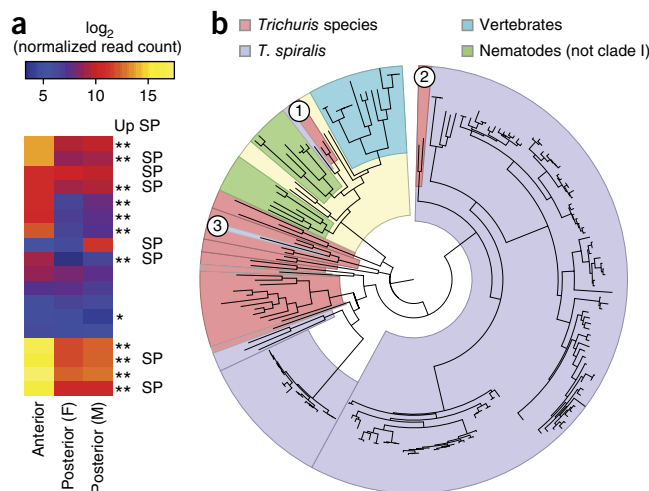 a
log2
(normalized read count)
5 10 15
Up SP
**
** SP
SP
** SP
**
**
**
SP
** SP
*
**
** SP
**
** SP
Anterior
Posterior (F)
Posterior (M)
b
Trichuris species
T. spiralis
Vertebrates
Nematodes (not clade I)
1
2
3